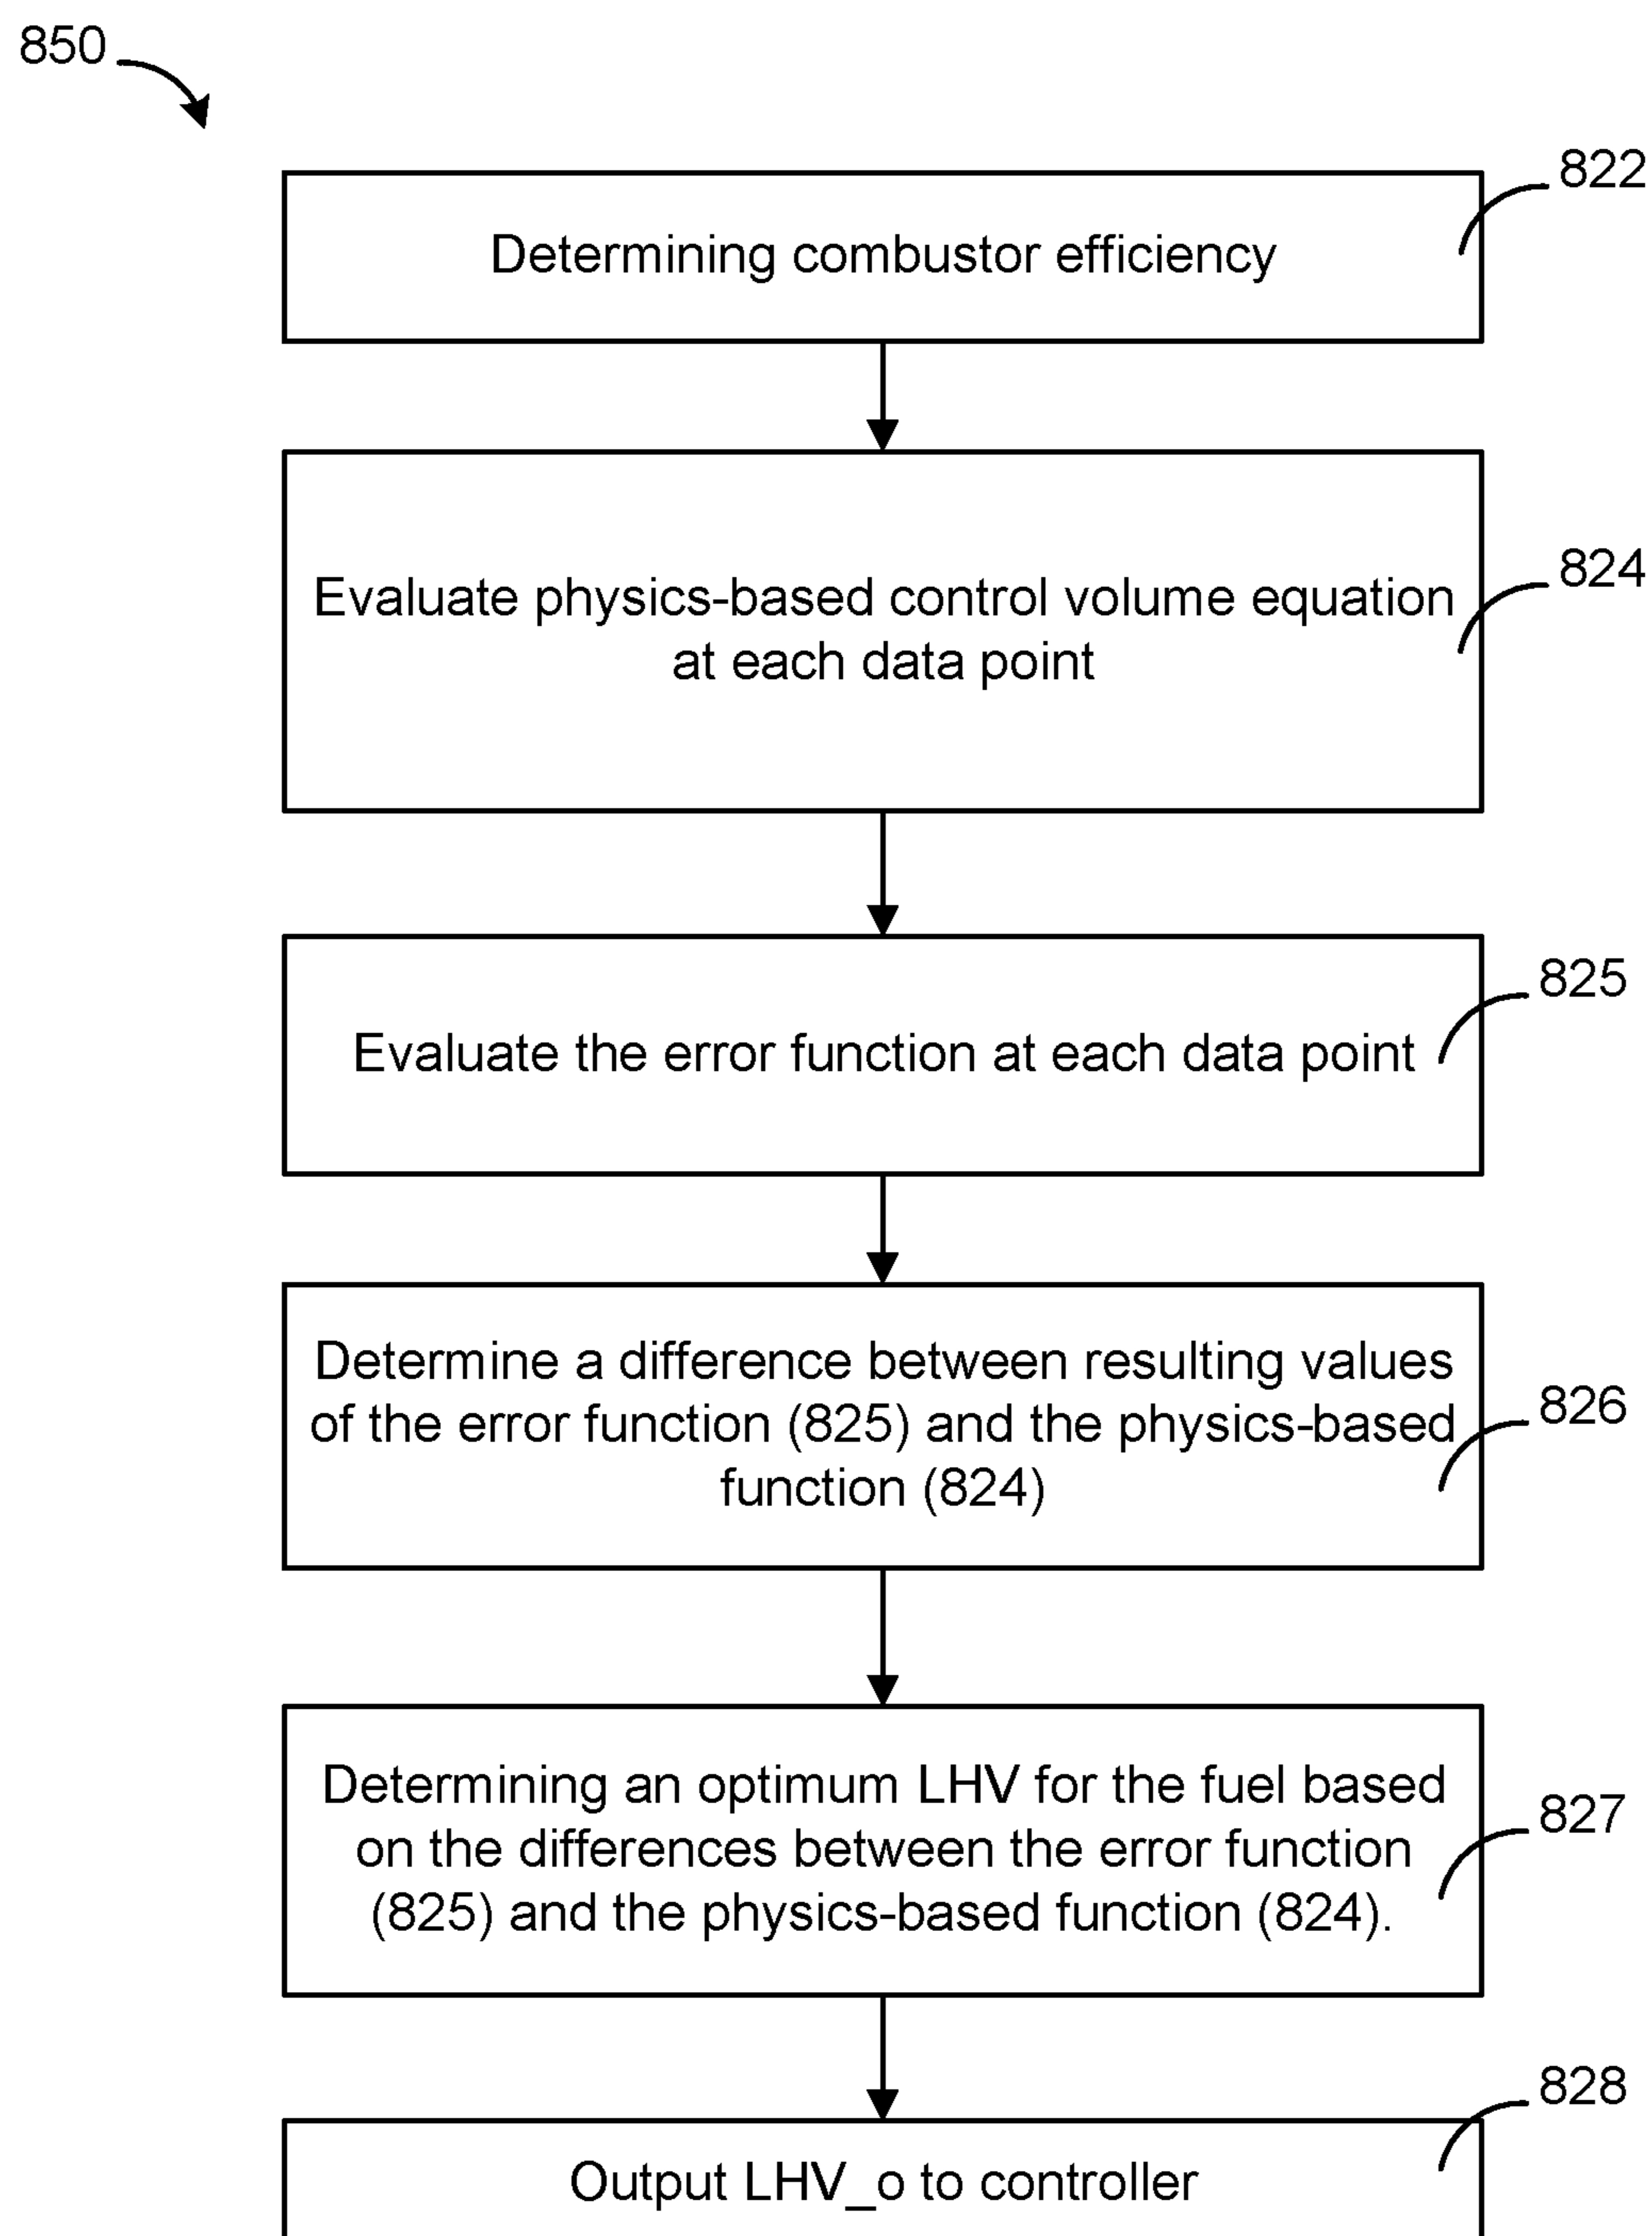 850
822
Determining combustor efficiency
824
Evaluate physics-based control volume equation
at each data point
825
Evaluate the error function at each data point
Determine a difference between resulting values
of the error function (825) and the physics-based
function (824)
826
Determining an optimum LHV for the fuel based
on the differences between the error function
(825) and the physics-based function (824).
827
828
Output LHV_o to controller